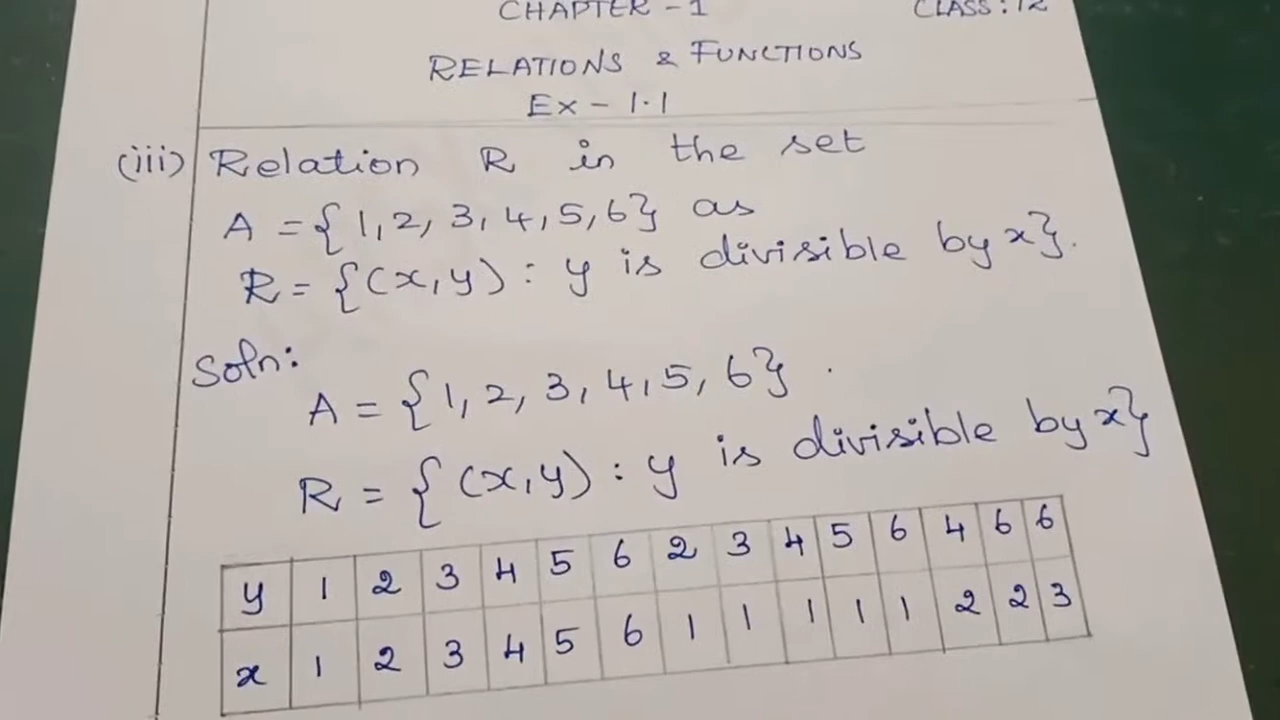 CHAPTER - 1
CLASS: 12
RELATIONS & FUNCTIONS
Ex - 1.1
(iii) Relation R in the set
A = {1, 2, 3, 4, 5, 6} as
R = {(x, y) : y is divisible by x}.
Soln:
A = {1, 2, 3, 4, 5, 6} .
R = {(x, y) : y is divisible by x}
y 1 2 3 4 5 6 2 3 4 5 6 4 6 6
x 1 2 3 4 5 6 1 1 1 1 1 2 2 3